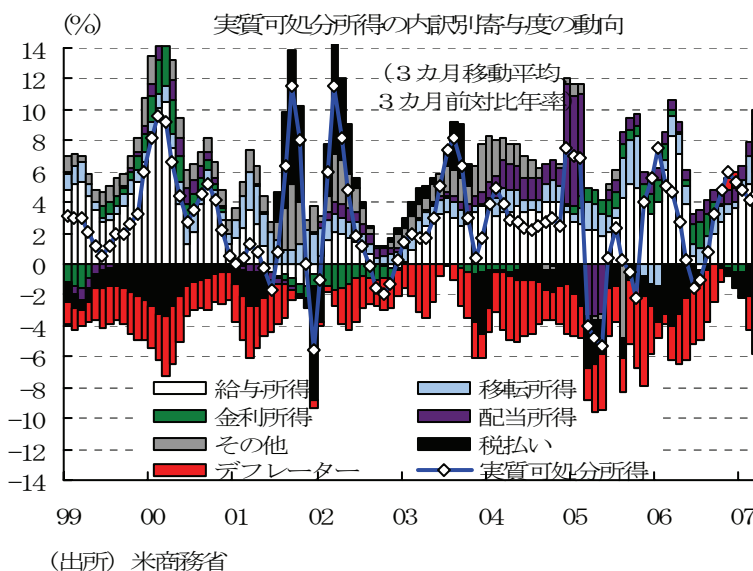 (%) 実質可処分所得の内訳別寄与度の動向
14
12
10
8
6
4
2
0
−2
−4
−6
−8
−10
−12
−14
(3カ月移動平均
3カ月前対比年率
給与所得 移転所得
金利所得 配当所得
その他 税払い
デフレーター 実質可処分所得
99 00 01 02 03 04 05 06 07
(出所) 米商務省